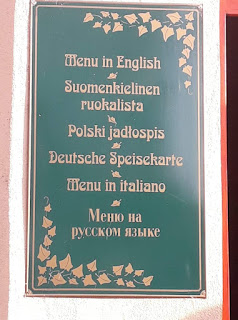 Menu in English
Suomenkielinen
ruokalista
Polski jadłospis
Deutsche Speisekarte
Menu in italiano
Меню на
русском языке